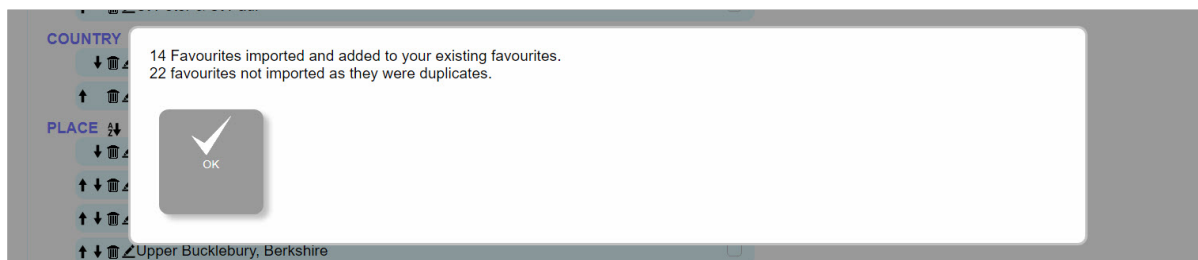 COUNTRY
14 Favourites imported and added to your existing favourites.
22 favourites not imported as they were duplicates.
PLACE
OK
Upper Bucklebury, Berkshire